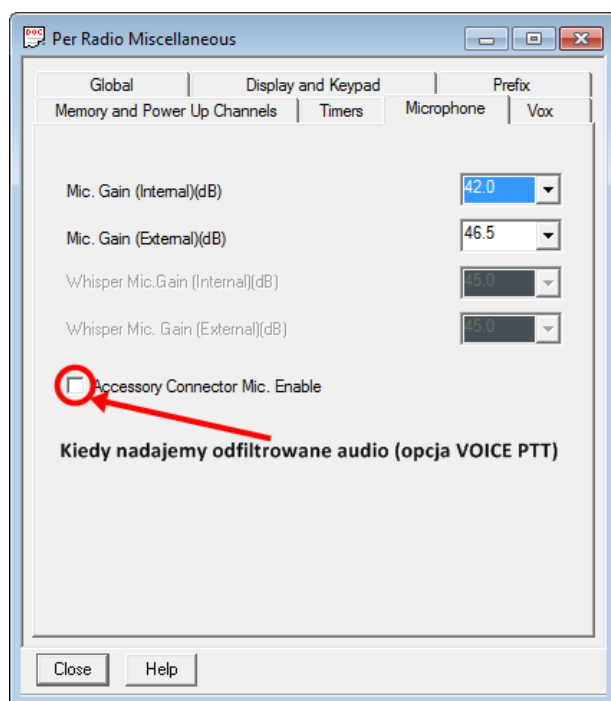 Per Radio Miscellaneous
Global Display and Keypad Prefix
Memory and Power Up Channels Timers Microphone Vox
Mic. Gain (Internal)(dB) 42.0
Mic. Gain (External)(dB) 46.5
Whisper Mic.Gain (Internal)(dB) 45.0
Whisper Mic. Gain (External)(dB) 45.0
Accessory Connector Mic. Enable
Kiedy nadajemy odfiltrowane audio (opcja VOICE PTT)
Close Help